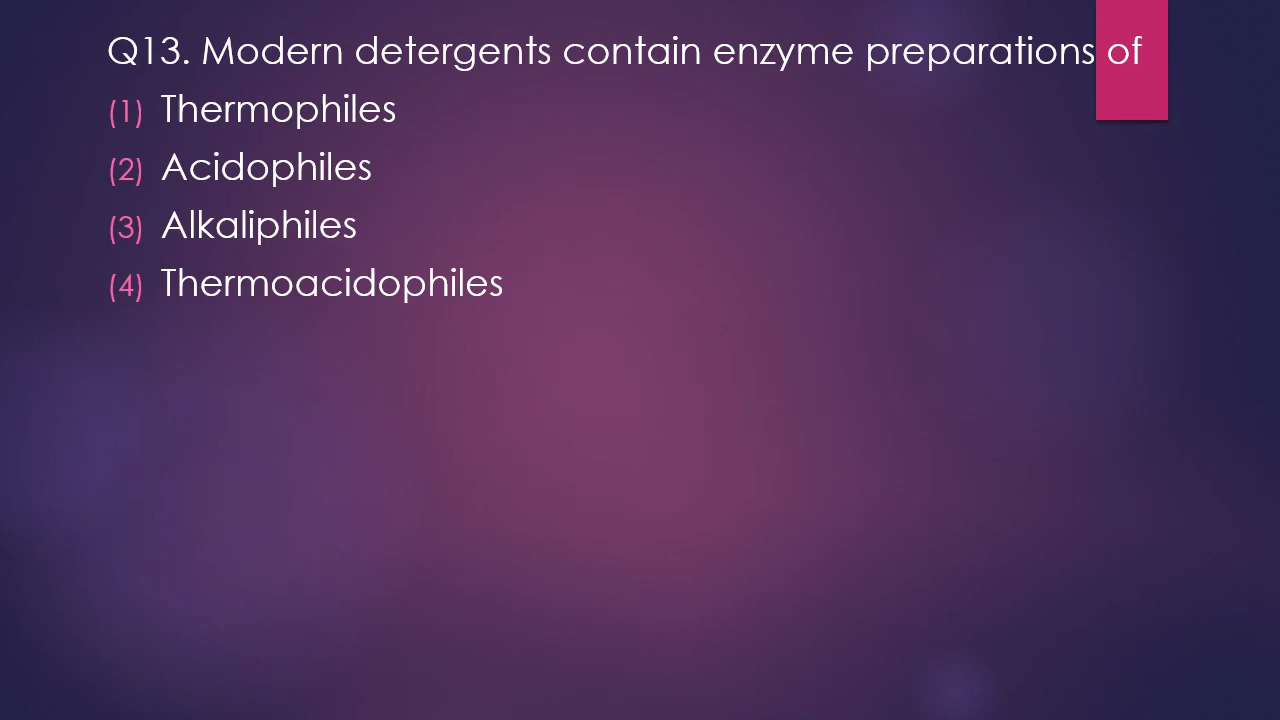 Q13. Modern detergents contain enzyme preparations of
(1) Thermophiles
(2) Acidophiles
(3) Alkaliphiles
(4) Thermoacidophiles